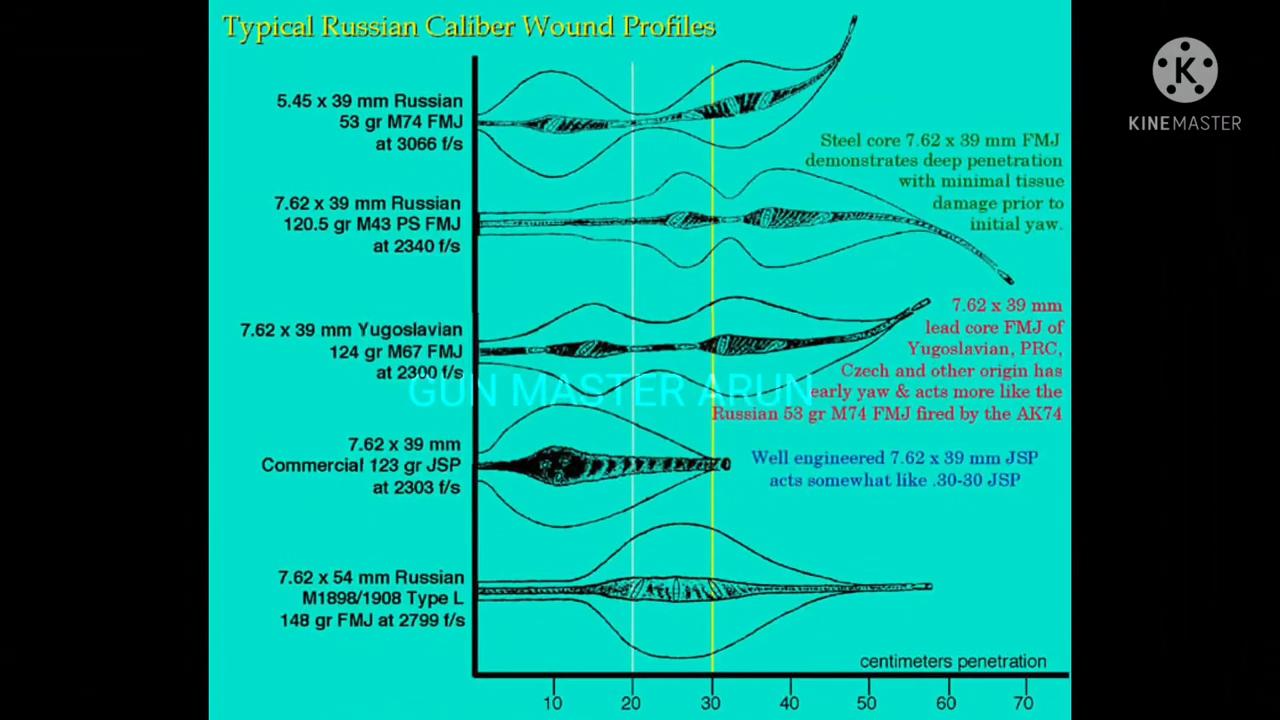 Typical Russian Caliber Wound Profiles
K
KINEMASTER
5.45 x 39 mm Russian
53 gr M74 FMJ
at 3066 f/s
Steel core 7.62 x 39 mm FMJ
demonstrates deep penetration
with minimal tissue
damage prior to
initial yaw.
7.62 x 39 mm Russian
120.5 gr M43 PS FMJ
at 2340 f/s
7.62 x 39 mm
lead core FMJ of
Yugoslavian, PRC,
Czech and other origin has
early yaw & acts more like the
Russian 53 gr M74 FMJ fired by the AK74
7.62 x 39 mm Yugoslavian
124 gr M67 FMJ
at 2300 f/s
GUN MASTER ARUN
7.62 x 39 mm
Commercial 123 gr JSP
at 2303 f/s
Well engineered 7.62 x 39 mm JSP
acts somewhat like .30-30 JSP
7.62 x 54 mm Russian
M1898/1908 Type L
148 gr FMJ at 2799 f/s
centimeters penetration
10 20 30 40 50 60 70